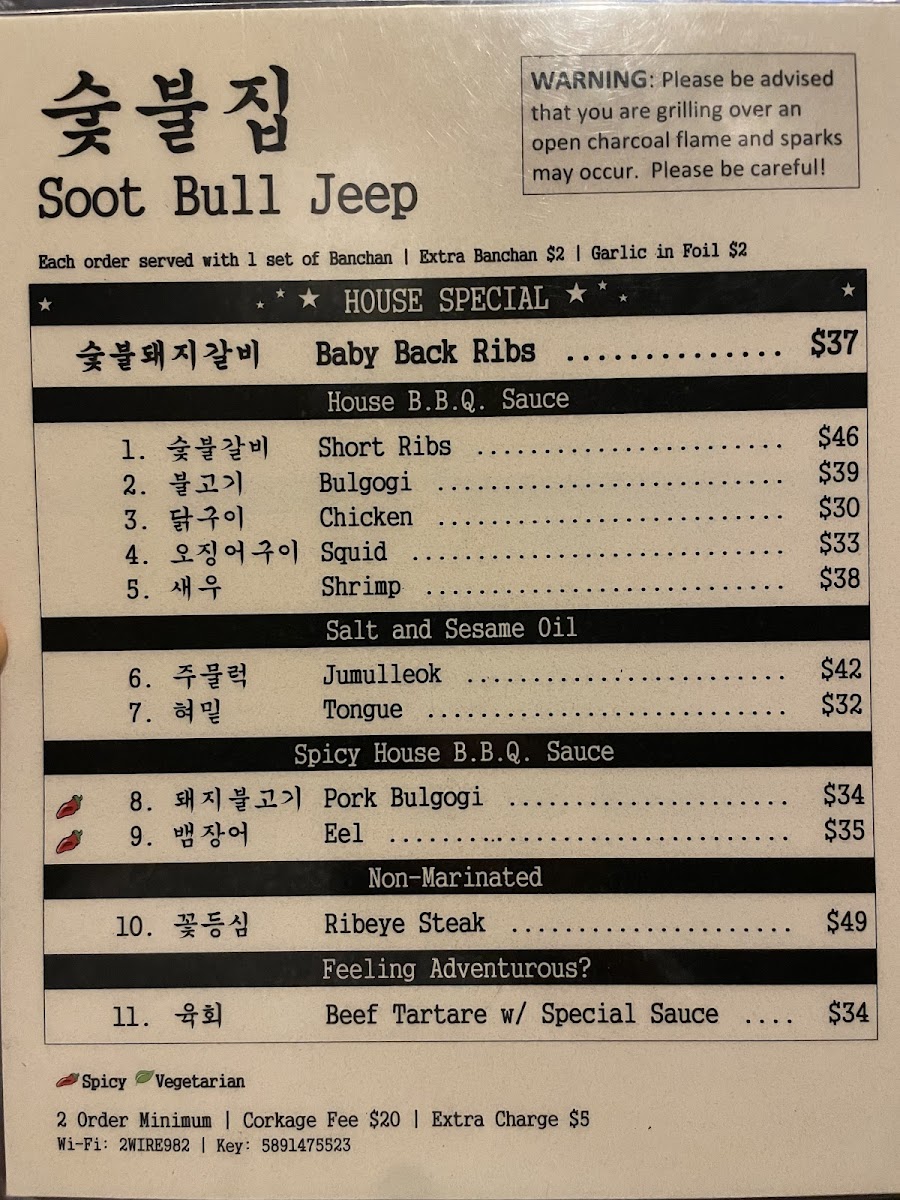 숯불집
Soot Bull Jeep
WARNING: Please be advised
that you are grilling over an
open charcoal flame and sparks
may occur. Please be careful!
Each order served with 1 set of Banchan | Extra Banchan $2 | Garlic in Foil $2
HOUSE SPECIAL
숯불돼지갈비 Baby Back Ribs .............. $37
House B.B.Q. Sauce
1. 숯불갈비 Short Ribs ........................ $46
2. 불고기 Bulgogi ........................... $39
3. 닭구이 Chicken ........................... $30
4. 오징어구이 Squid ............................. $33
5. 새우 Shrimp ............................ $38
Salt and Sesame Oil
6. 주물럭 Jumulleok ......................... $42
7. 혀밑 Tongue ............................ $32
Spicy House B.B.Q. Sauce
8. 돼지불고기 Pork Bulgogi ...................... $34
9. 뱀장어 Eel ............................... $35
Non-Marinated
10. 꽃등심 Ribeye Steak ...................... $49
Feeling Adventurous?
11. 육회 Beef Tartare w/ Special Sauce .... $34
Spicy Vegetarian
2 Order Minimum | Corkage Fee $20 | Extra Charge $5
Wi-Fi: 2WIRE982 | Key: 5891475523